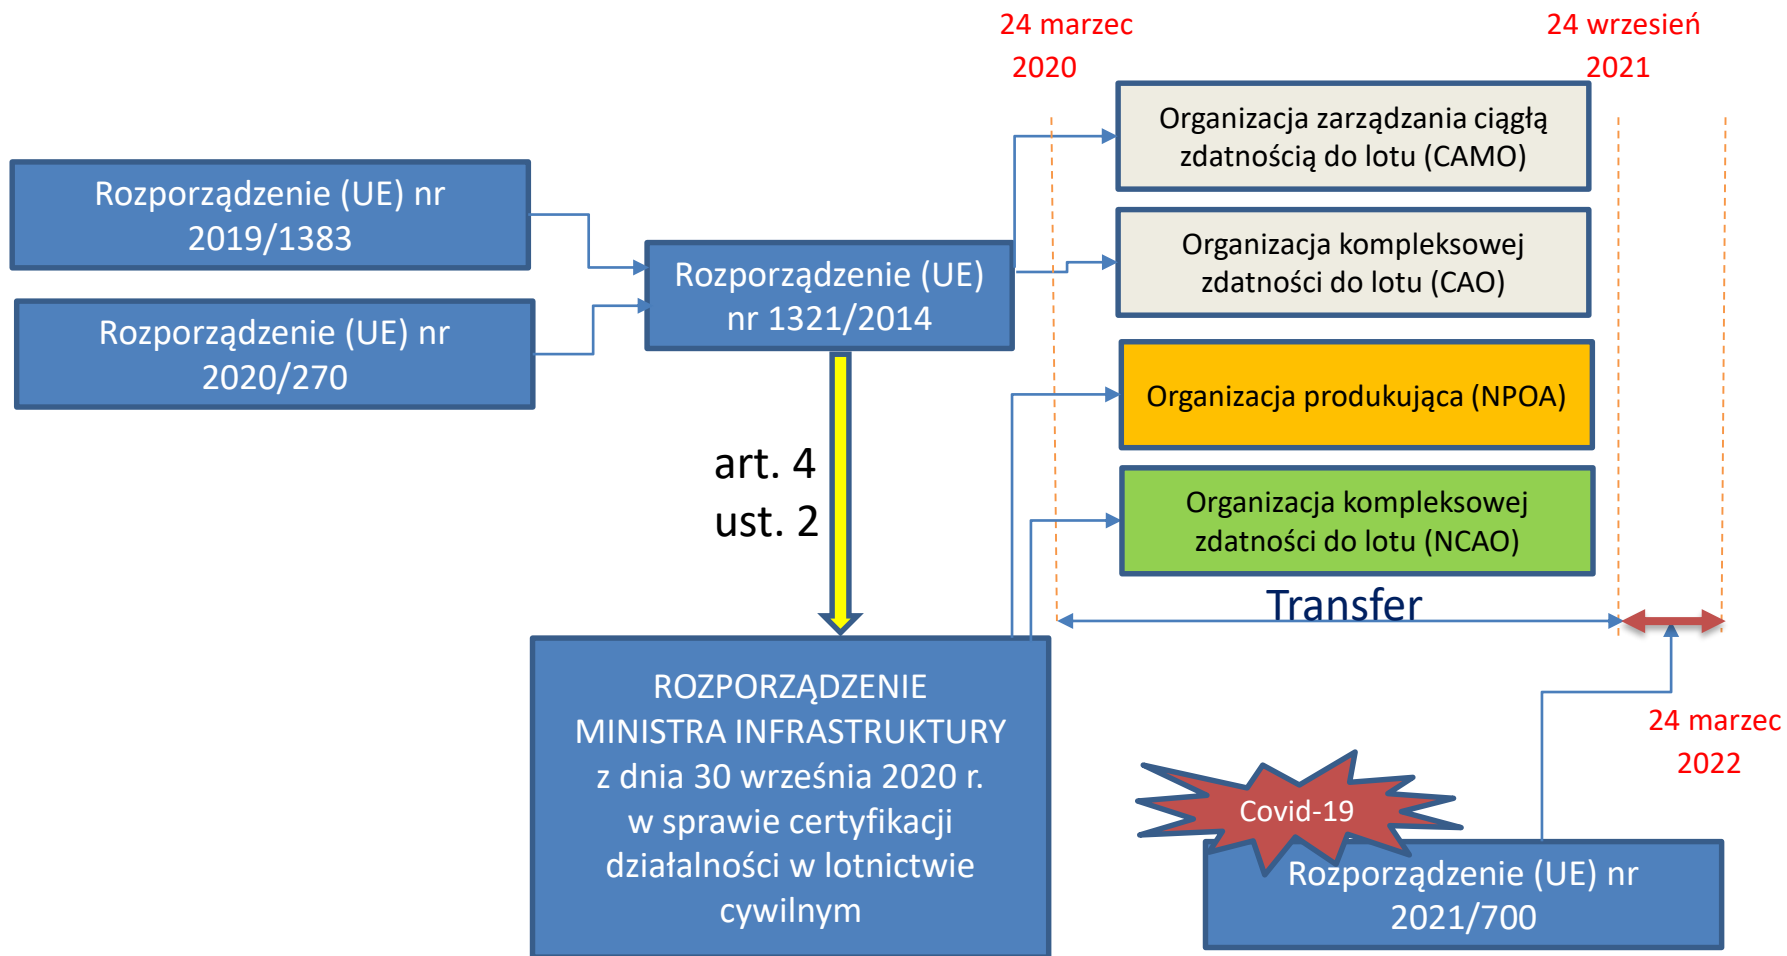 24 marzec
2020
24 wrzesień
2021
Rozporządzenie (UE) nr
2019/1383
Rozporządzenie (UE) nr
2020/270
Rozporządzenie (UE)
nr 1321/2014
Organizacja zarządzania ciągłą
zdatnością do lotu (CAMO)
Organizacja kompleksowej
zdatności do lotu (CAO)
Organizacja produkująca (NPOA)
Organizacja kompleksowej
zdatności do lotu (NCAO)
art. 4
ust. 2
Transfer
ROZPORZĄDZENIE
MINISTRA INFRASTRUKTURY
z dnia 30 września 2020 r.
w sprawie certyfikacji
działalności w lotnictwie
cywilnym
24 marzec
2022
Covid-19
Rozporządzenie (UE) nr
2021/700